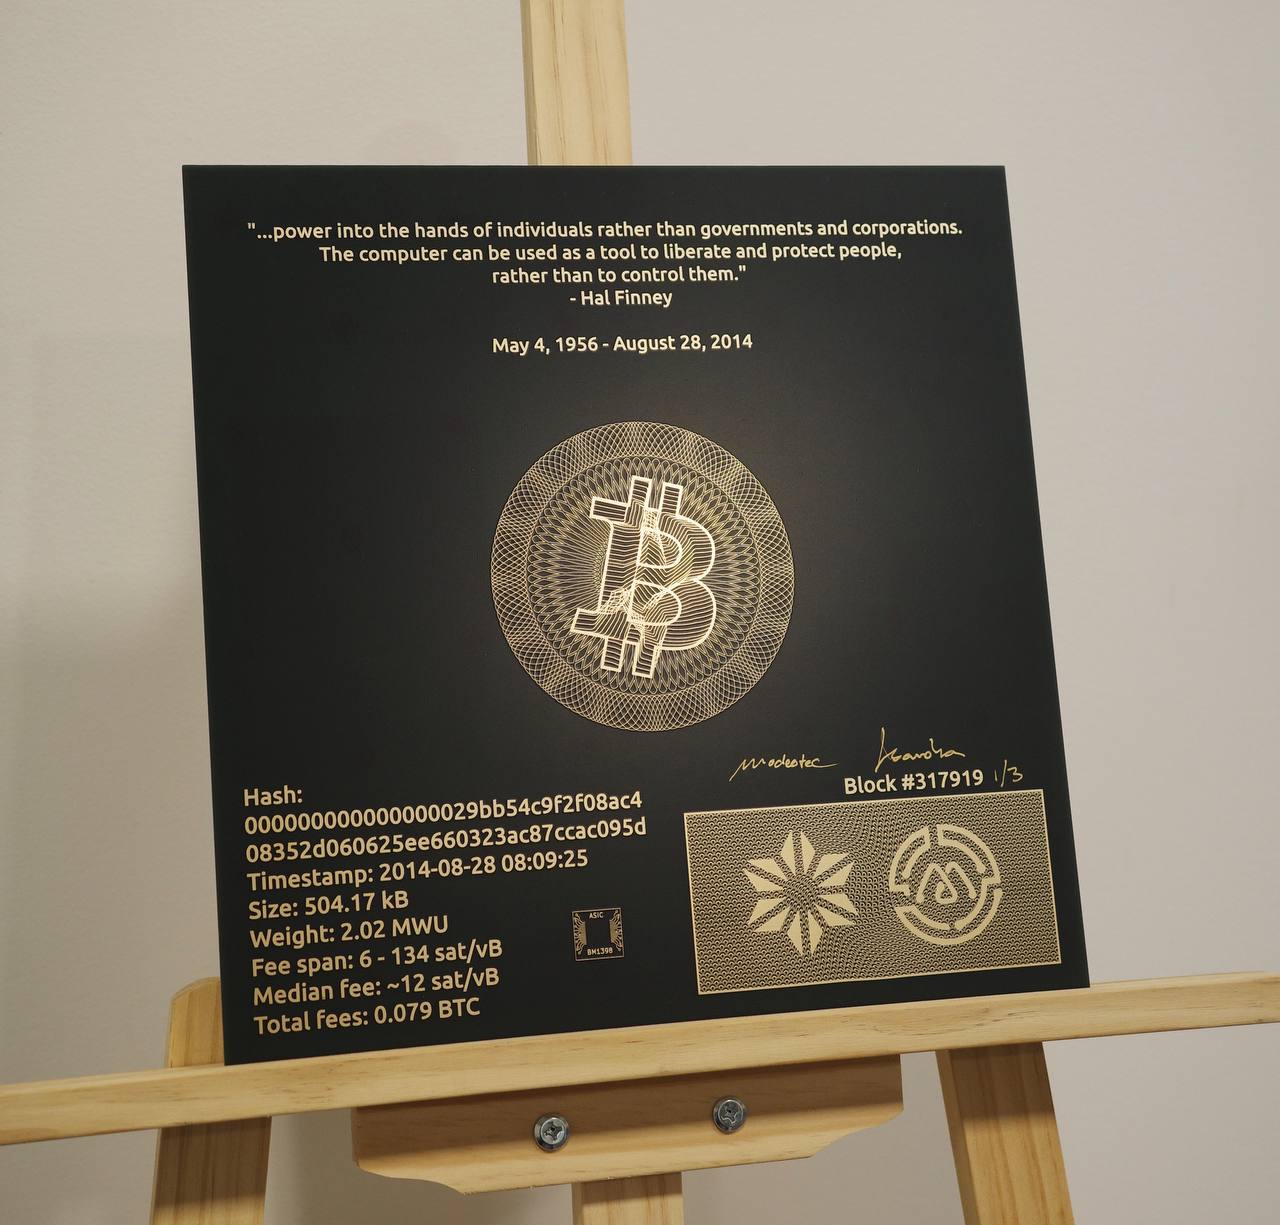 "...power into the hands of individuals rather than governments and corporations.
The computer can be used as a tool to liberate and protect people,
rather than to control them."
- Hal Finney
May 4, 1956 - August 28, 2014
Hash:
000000000000000029bb54c9f2f08ac4
08352d060625ee660323ac87ccac095d
Timestamp: 2014-08-28 08:09:25
Size: 504.17 kB
Weight: 2.02 MWU
Fee span: 6 - 134 sat/vB
Median fee: ~12 sat/vB
Total fees: 0.079 BTC
ASIC
BM1398
Block #317919 1/3